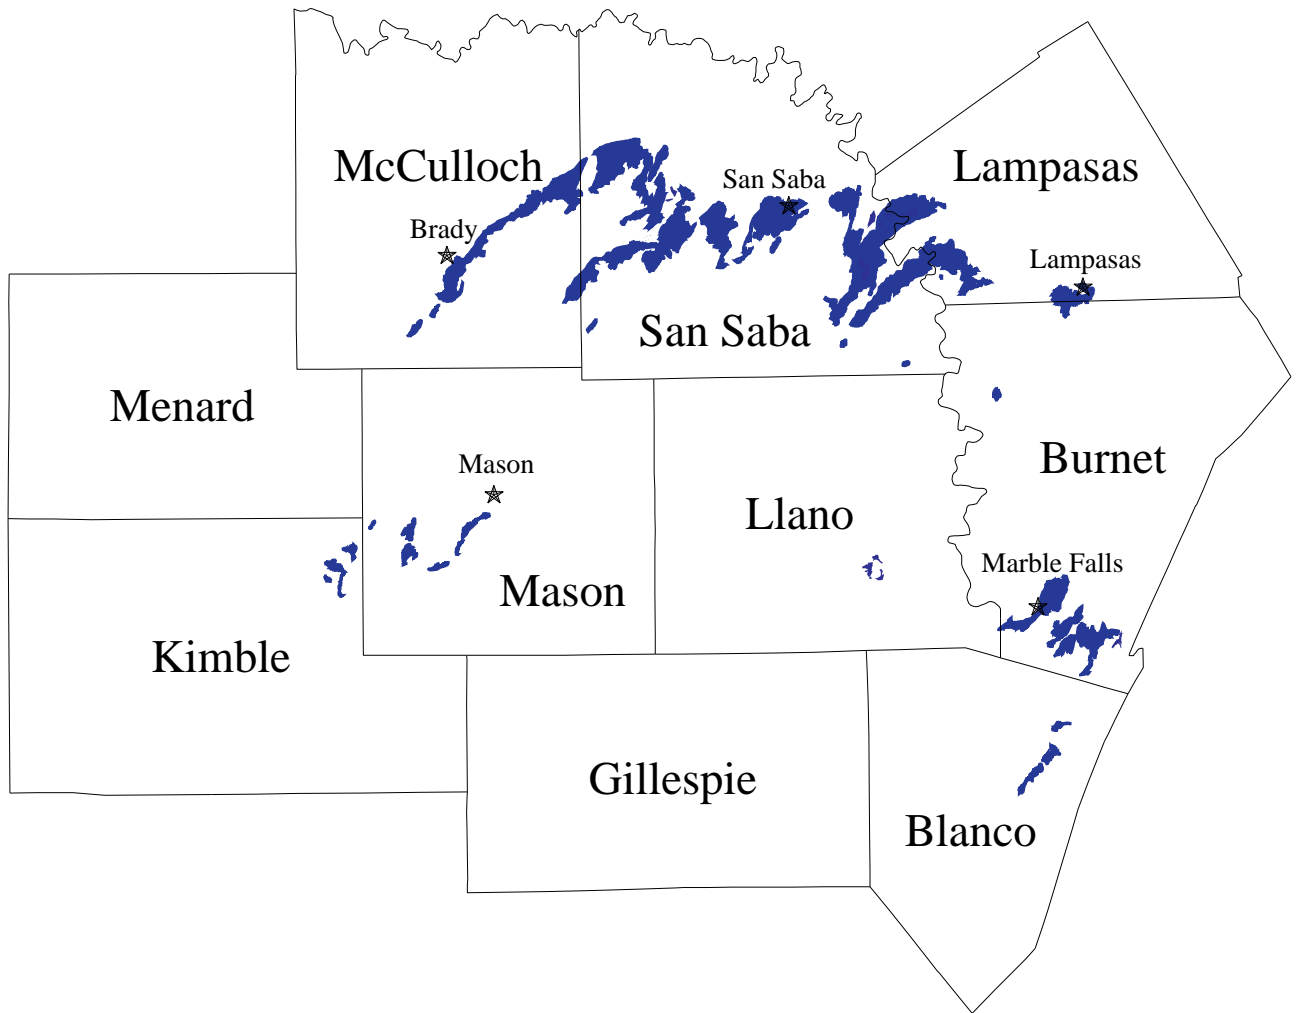 McCulloch
Lampasas
San Saba
Brady
Lampasas
San Saba
Menard
Burnet
Mason
Llano
Marble Falls
Mason
Kimble
Gillespie
Blanco